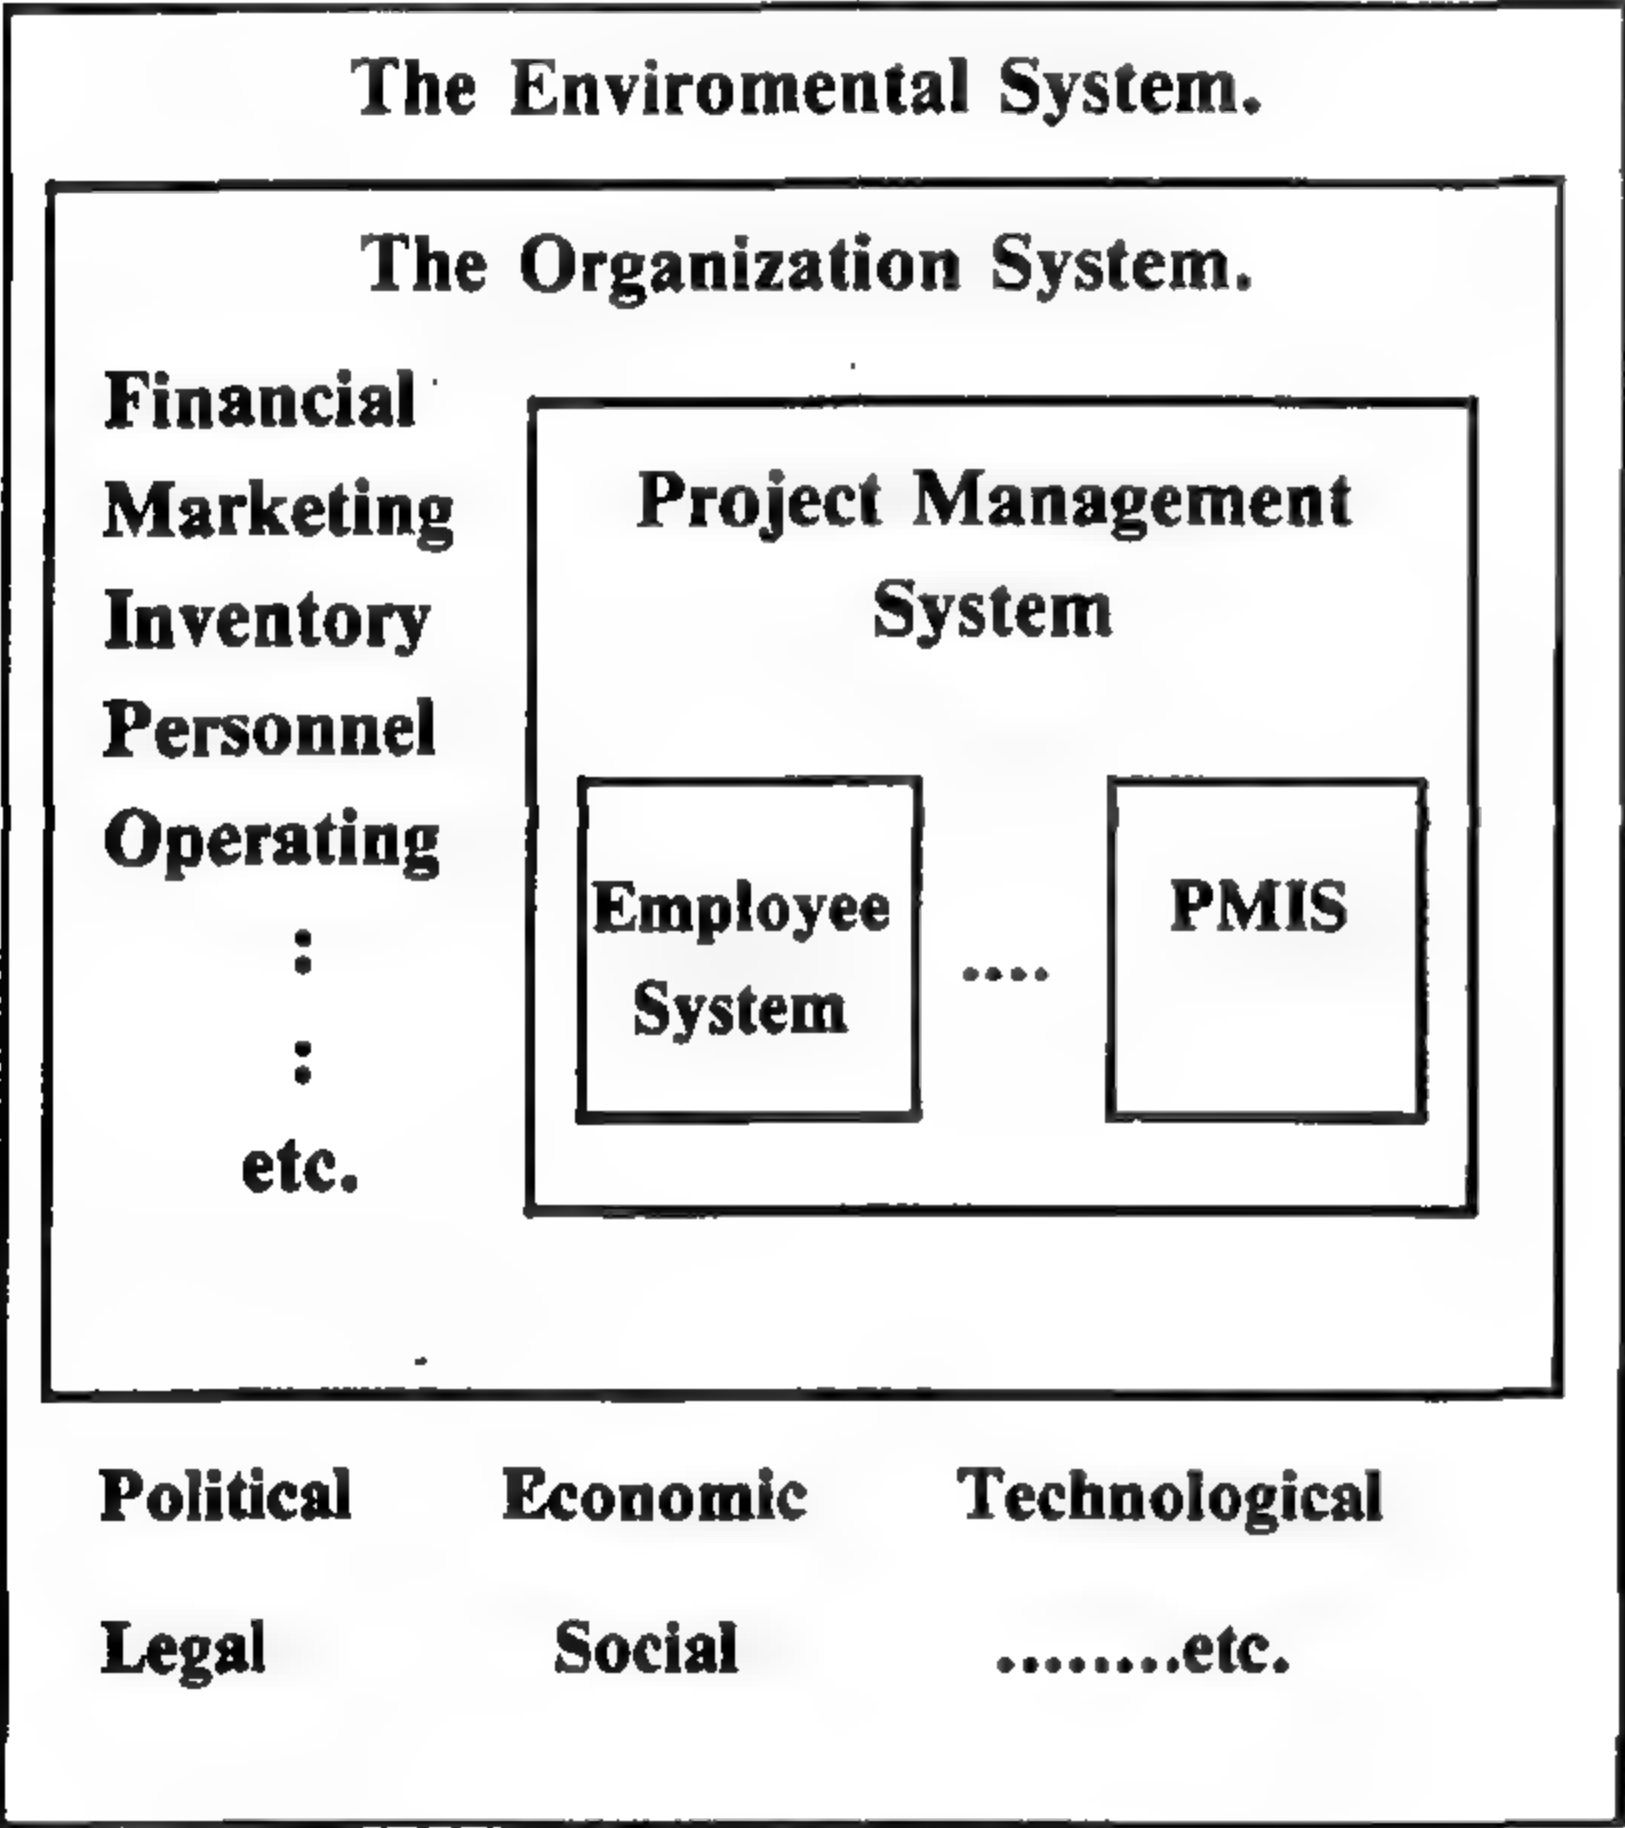 The Enviromental System.
The Organization System.
Financial
Marketing
Inventory
Personnel
Operating
:
:
etc.
Project Management
System
Employee
System
....
PMIS
Political Economic Technological
Legal Social ........etc.